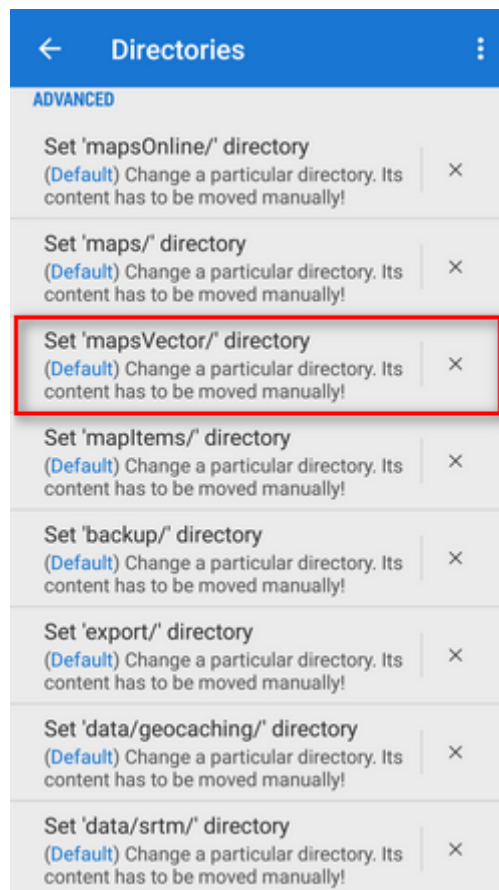 Directories
ADVANCED
Set 'mapsOnline/' directory
(Default) Change a particular directory. Its
content has to be moved manually!
Set 'maps/' directory
(Default) Change a particular directory. Its
content has to be moved manually!
Set 'mapsVector/' directory
(Default) Change a particular directory. Its
content has to be moved manually!
Set 'mapItems/' directory
(Default) Change a particular directory. Its
content has to be moved manually!
Set 'backup/' directory
(Default) Change a particular directory. Its
content has to be moved manually!
Set 'export/' directory
(Default) Change a particular directory. Its
content has to be moved manually!
Set 'data/geocaching/' directory
(Default) Change a particular directory. Its
content has to be moved manually!
Set 'data/srtm/' directory
(Default) Change a particular directory. Its
content has to be moved manually!